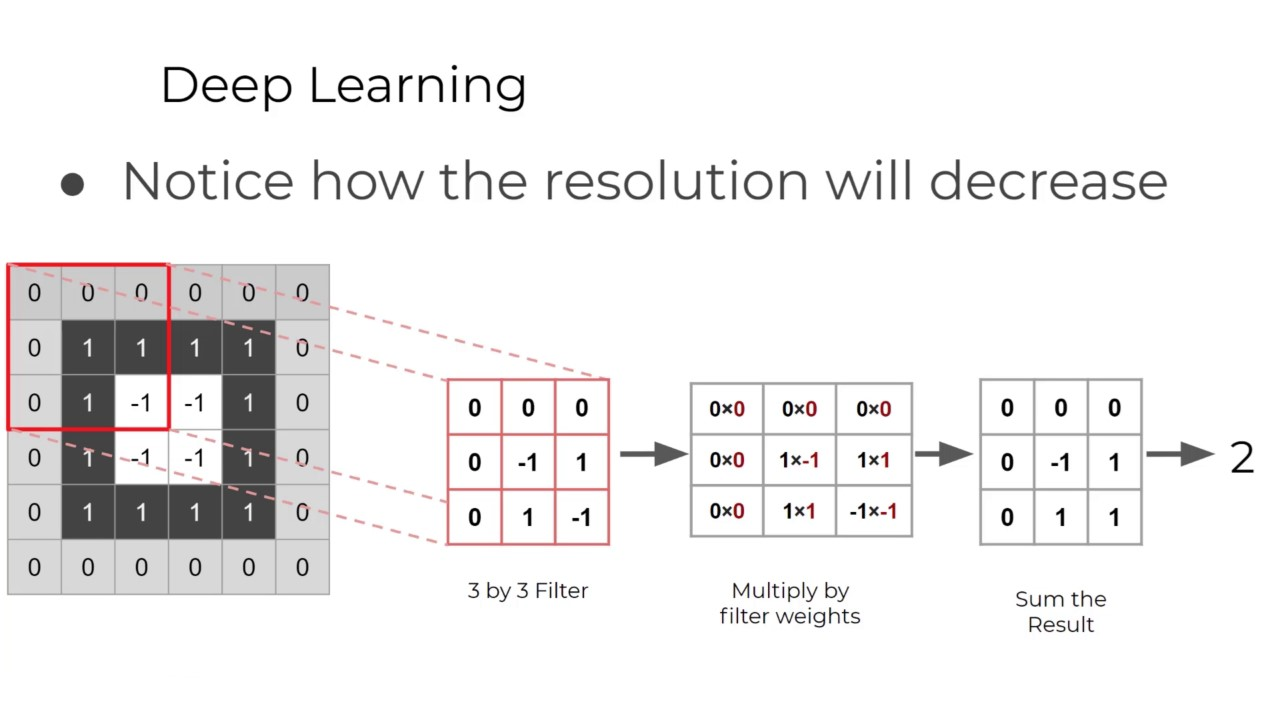 Deep Learning
● Notice how the resolution will decrease
0 0 0 0 0 0
0 1 1 1 1 0
0 1 -1 -1 1 0
0 1 -1 -1 1 0
0 1 1 1 1 0
0 0 0 0 0 0
0 0 0
0 -1 1
0 1 -1
3 by 3 Filter
0×0 0×0 0×0
0×0 1×-1 1×1
0×0 1×1 -1×-1
Multiply by
filter weights
0 0 0
0 -1 1
0 1 1
Sum the
Result
2